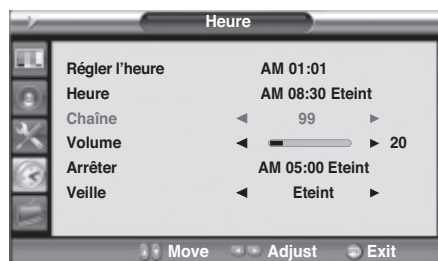 Heure
Régler l'heure AM 01:01
Heure AM 08:30 Eteint
Chaîne 99
Volume 20
Arrêter AM 05:00 Eteint
Veille Eteint
Move Adjust Exit